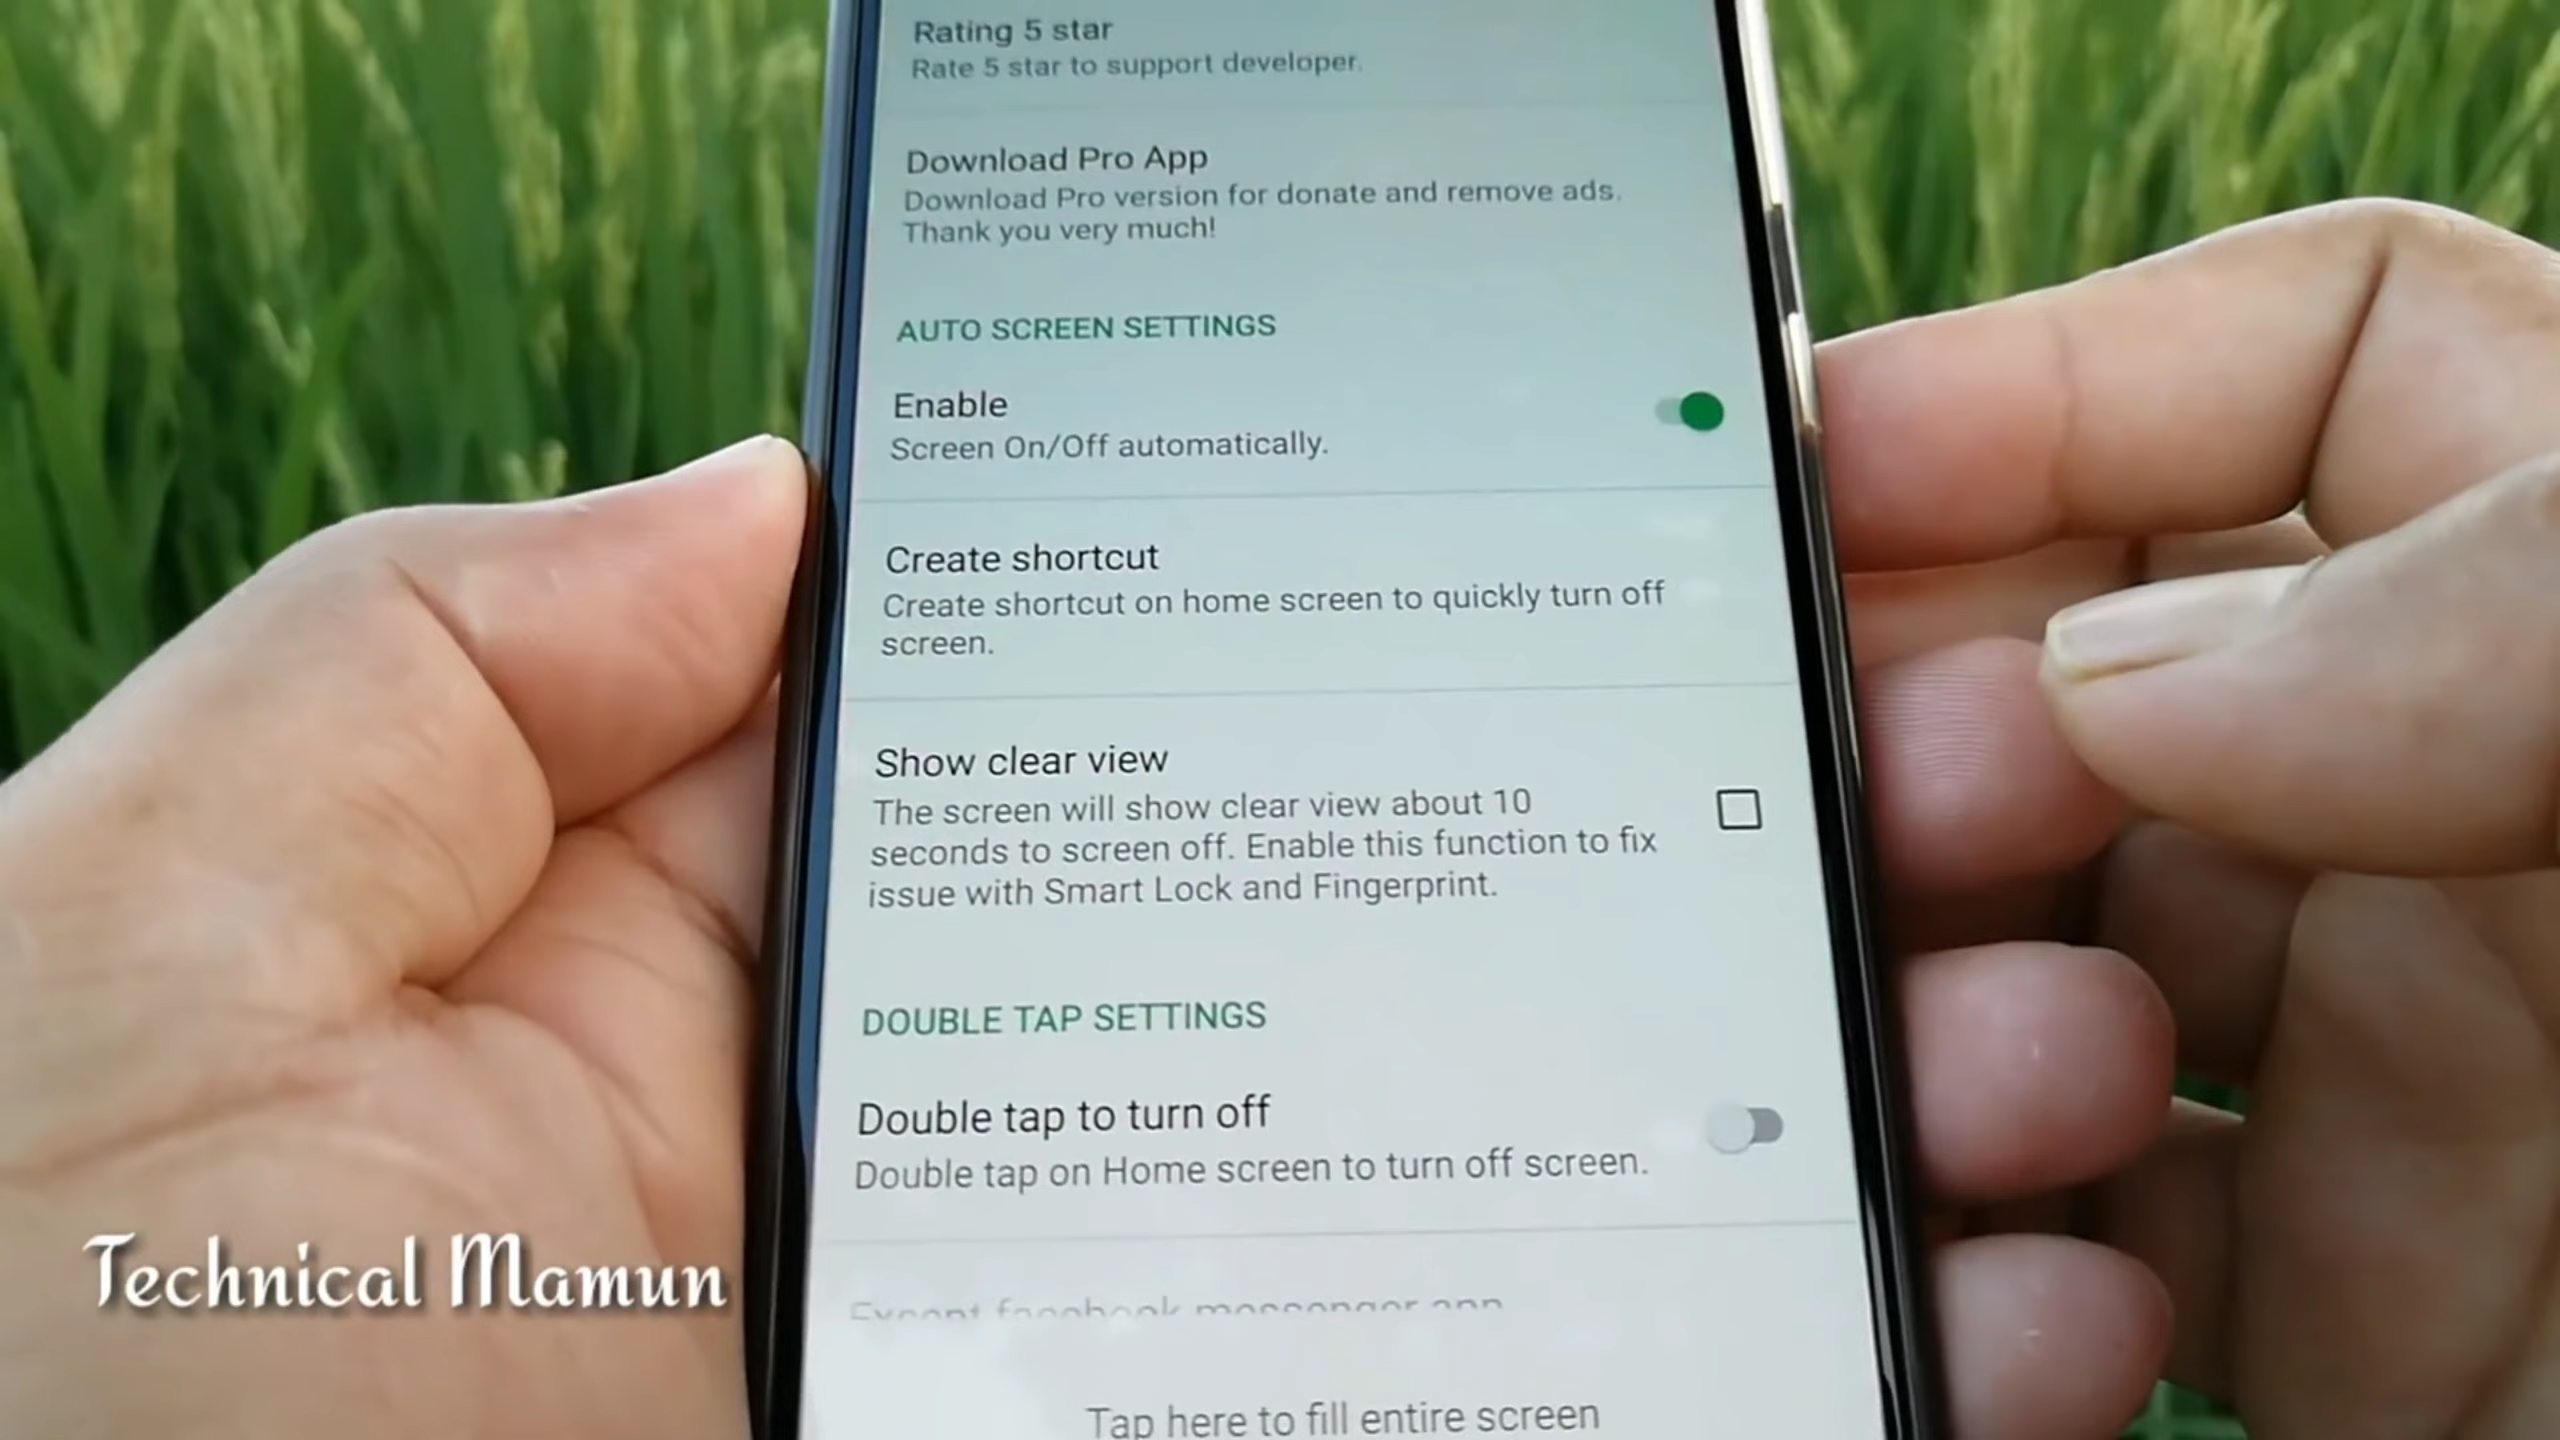 Rating 5 star
Rate 5 star to support developer.
Download Pro App
Download Pro version for donate and remove ads.
Thank you very much!
AUTO SCREEN SETTINGS
Enable
Screen On/Off automatically.
Create shortcut
Create shortcut on home screen to quickly turn off
screen.
Show clear view
The screen will show clear view about 10
seconds to screen off. Enable this function to fix
issue with Smart Lock and Fingerprint.
DOUBLE TAP SETTINGS
Double tap to turn off
Double tap on Home screen to turn off screen.
Technical Mamun
Except facebook messenger app
Tap here to fill entire screen